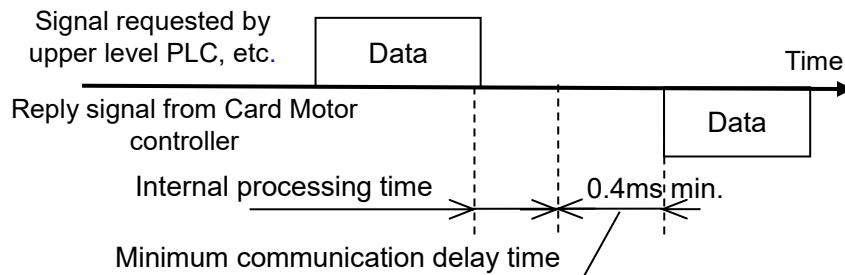 Signal requested by
upper level PLC, etc.
Data
Time
Reply signal from Card Motor
controller
Data
Internal processing time
0.4ms min.
Minimum communication delay time